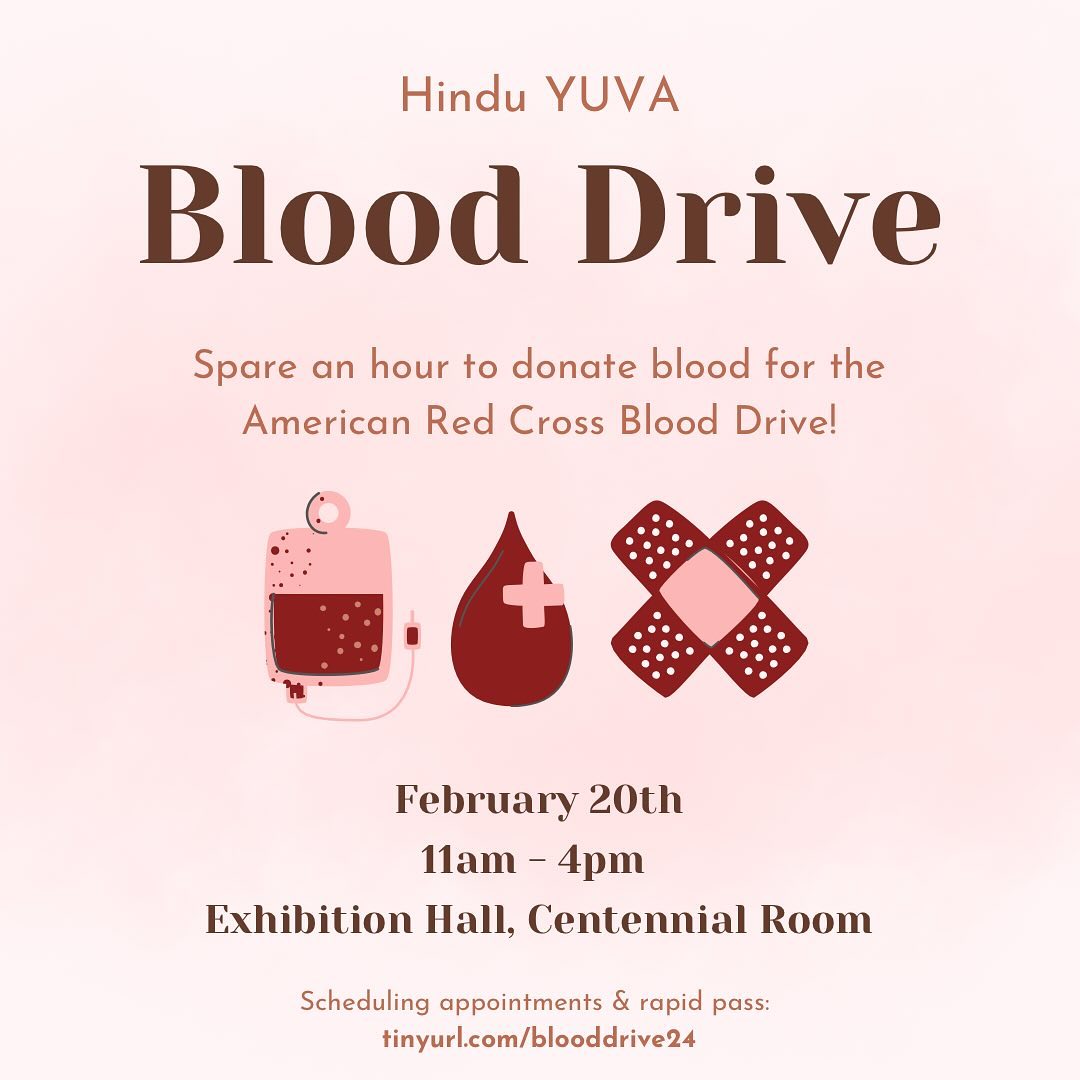 Hindu YUVA
Blood Drive
Spare an hour to donate blood for the
American Red Cross Blood Drive!
February 20th
11am - 4pm
Exhibition Hall, Centennial Room
Scheduling appointments & rapid pass:
tinyurl.com/blooddrive24